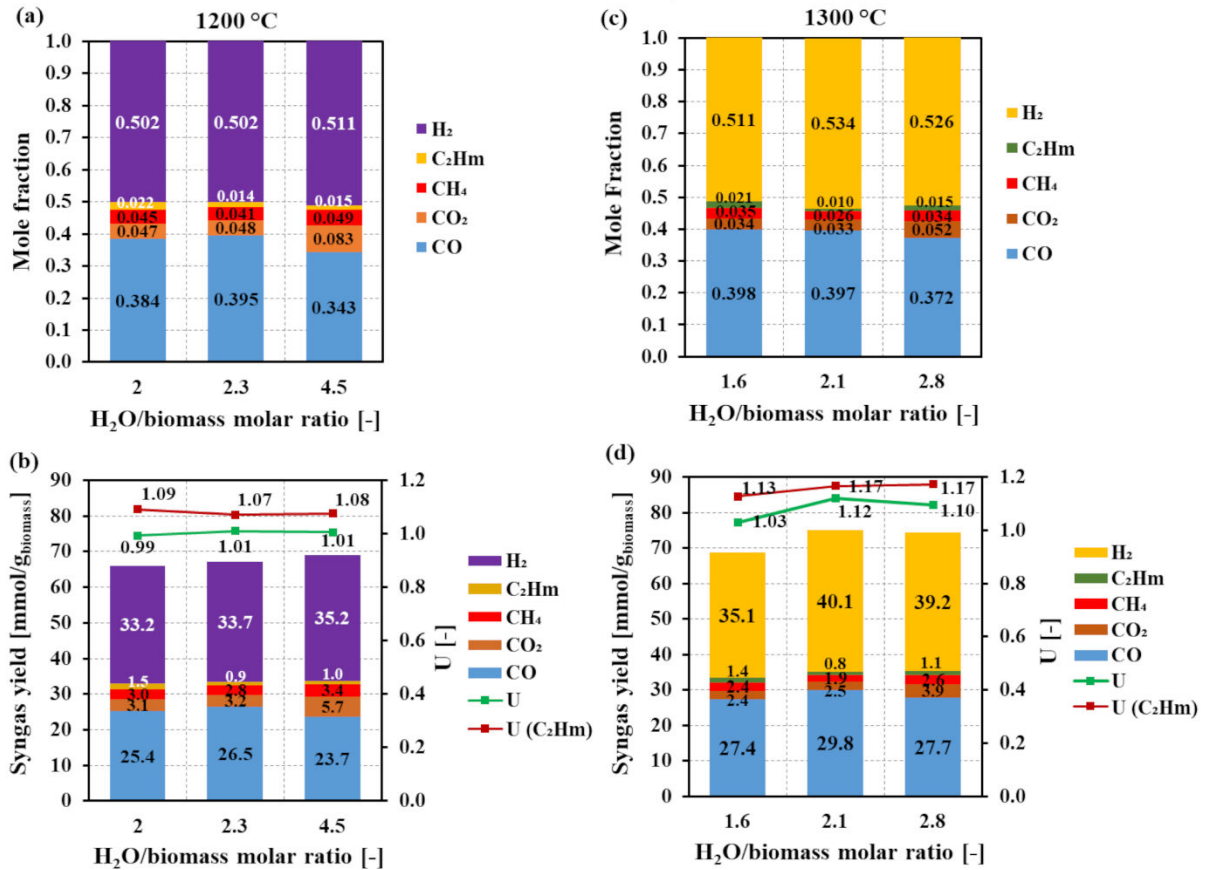 (a)
1200 °C
Mole fraction
1.0
0.9
0.8
0.7
0.6
0.5
0.4
0.3
0.2
0.1
0.0
0.502 0.502 0.511
0.022 0.014 0.015
0.045 0.041 0.049
0.047 0.048 0.083
0.384 0.395 0.343
2 2.3 4.5
H₂O/biomass molar ratio [-]
H₂
C₂Hm
CH₄
CO₂
CO
(c)
1300 °C
Mole Fraction
1.0
0.9
0.8
0.7
0.6
0.5
0.4
0.3
0.2
0.1
0.0
0.511 0.534 0.526
0.021 0.010 0.015
0.035 0.026 0.034
0.034 0.033 0.052
0.398 0.397 0.372
1.6 2.1 2.8
H₂O/biomass molar ratio [-]
H₂
C₂Hm
CH₄
CO₂
CO
(b)
Syngas yield [mmol/g_biomass]
90
80
70
60
50
40
30
20
10
0
1.09 1.07 1.08
0.99 1.01 1.01
33.2 33.7 35.2
1.5 0.9 1.0
3.0 2.8 3.4
3.1 3.2 5.7
25.4 26.5 23.7
2 2.3 4.5
H₂O/biomass molar ratio [-]
1.2
1.0
0.8
0.6
0.4
0.2
0.0
U [-]
H₂
C₂Hm
CH₄
CO₂
CO
U
U (C₂Hm)
(d)
Syngas yield [mmol/g_biomass]
90
80
70
60
50
40
30
20
10
0
1.13 1.17 1.17
1.03 1.12 1.10
35.1 40.1 39.2
1.4 0.8 1.1
2.4 1.9 2.6
2.4 2.5 3.9
27.4 29.8 27.7
1.6 2.1 2.8
H₂O/biomass molar ratio [-]
1.2
1.0
0.8
0.6
0.4
0.2
0.0
U [-]
H₂
C₂Hm
CH₄
CO₂
CO
U
U (C₂Hm)